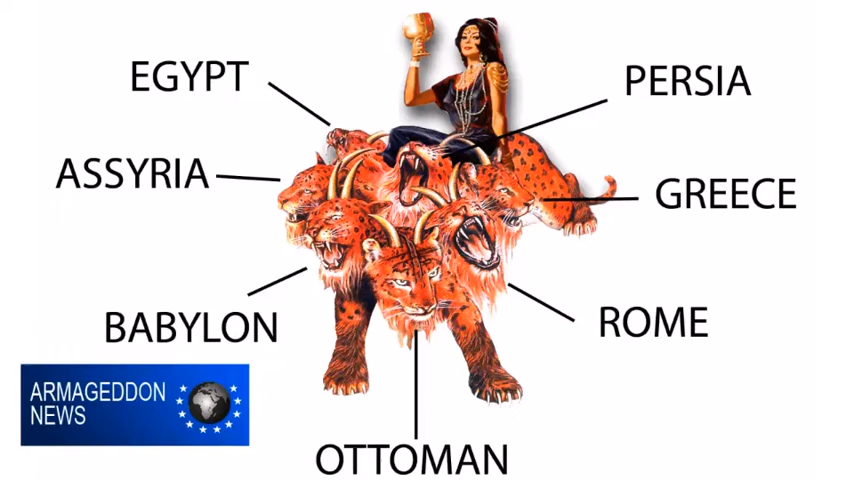 EGYPT
PERSIA
ASSYRIA
GREECE
BABYLON
ROME
ARMAGEDDON
NEWS
OTTOMAN